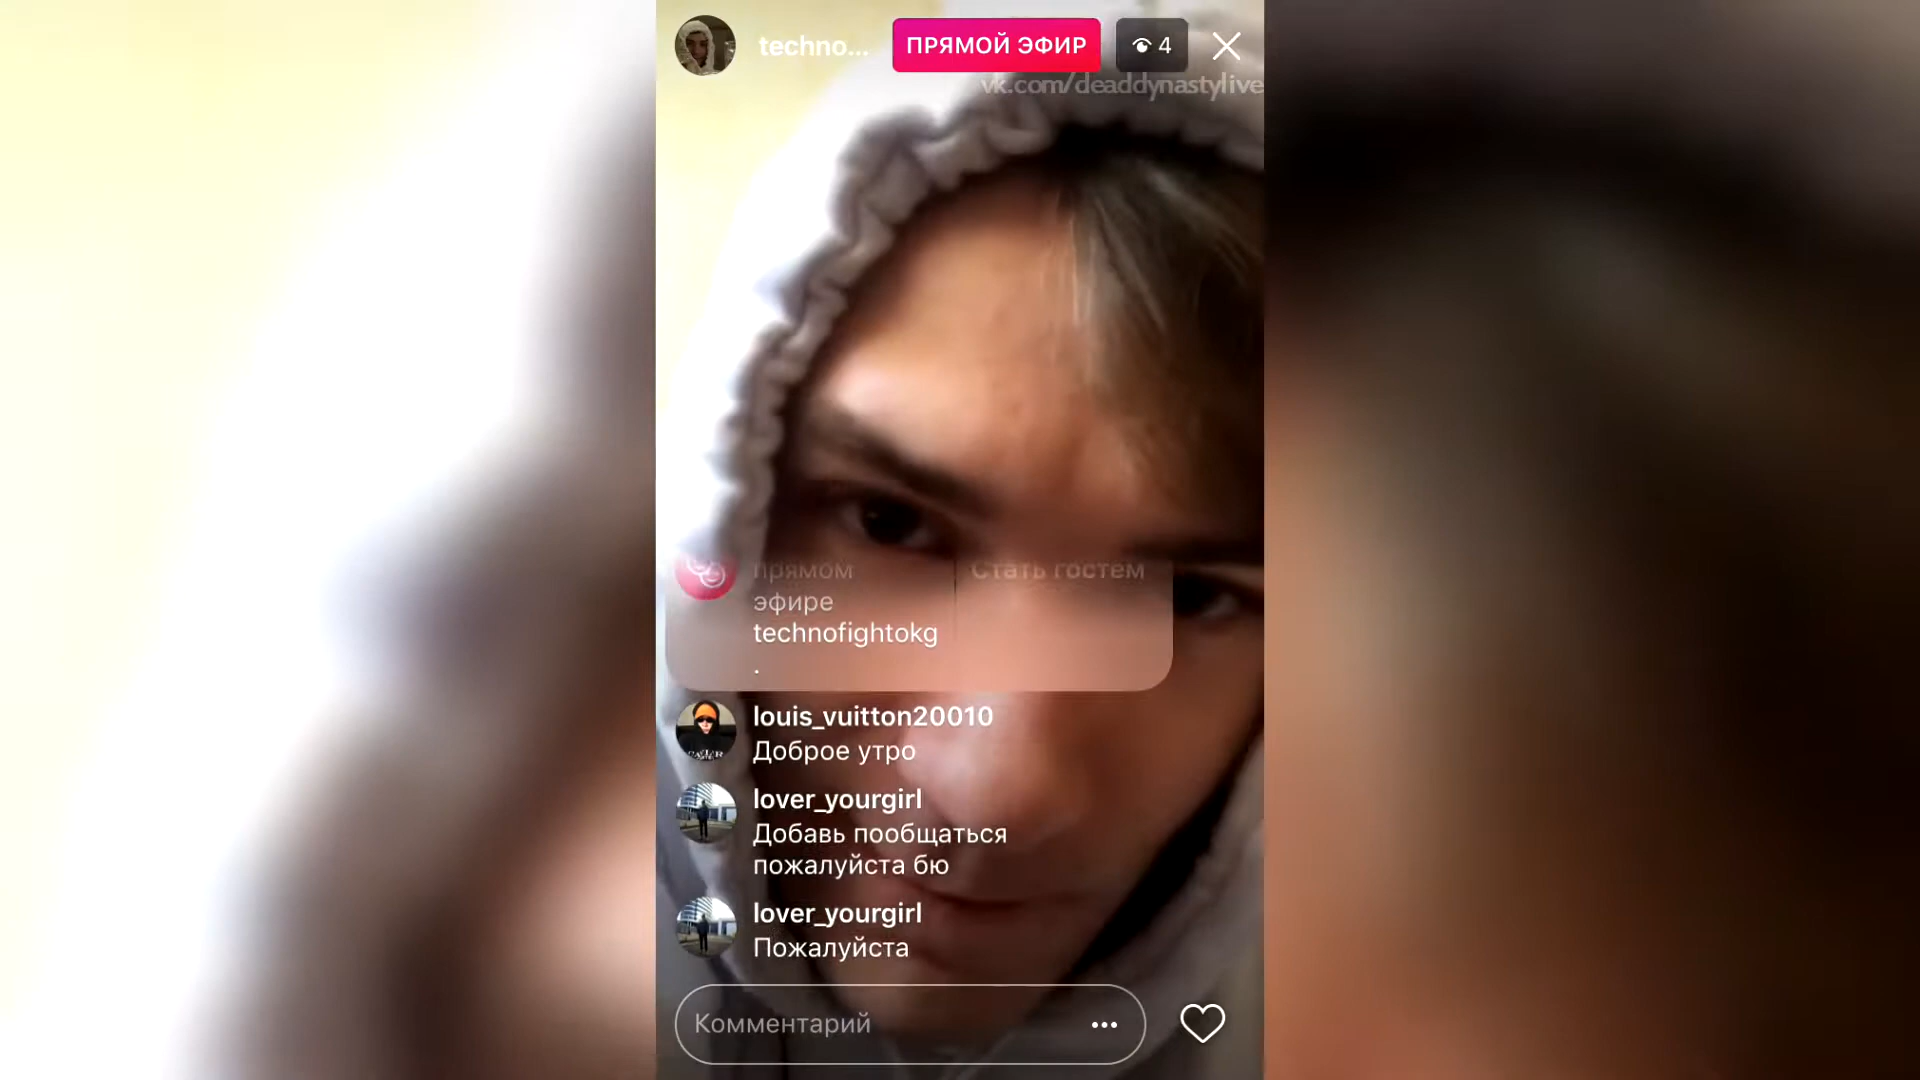 techno...
ПРЯМОЙ ЭФИР
4
vk.com/deaddynastylive
прямом
Стать гостем
эфире
technofightokg
.
louis_vuitton20010
Доброе утро
lover_yourgirl
Добавь пообщаться
пожалуйста бю
lover_yourgirl
Пожалуйста
Комментарий